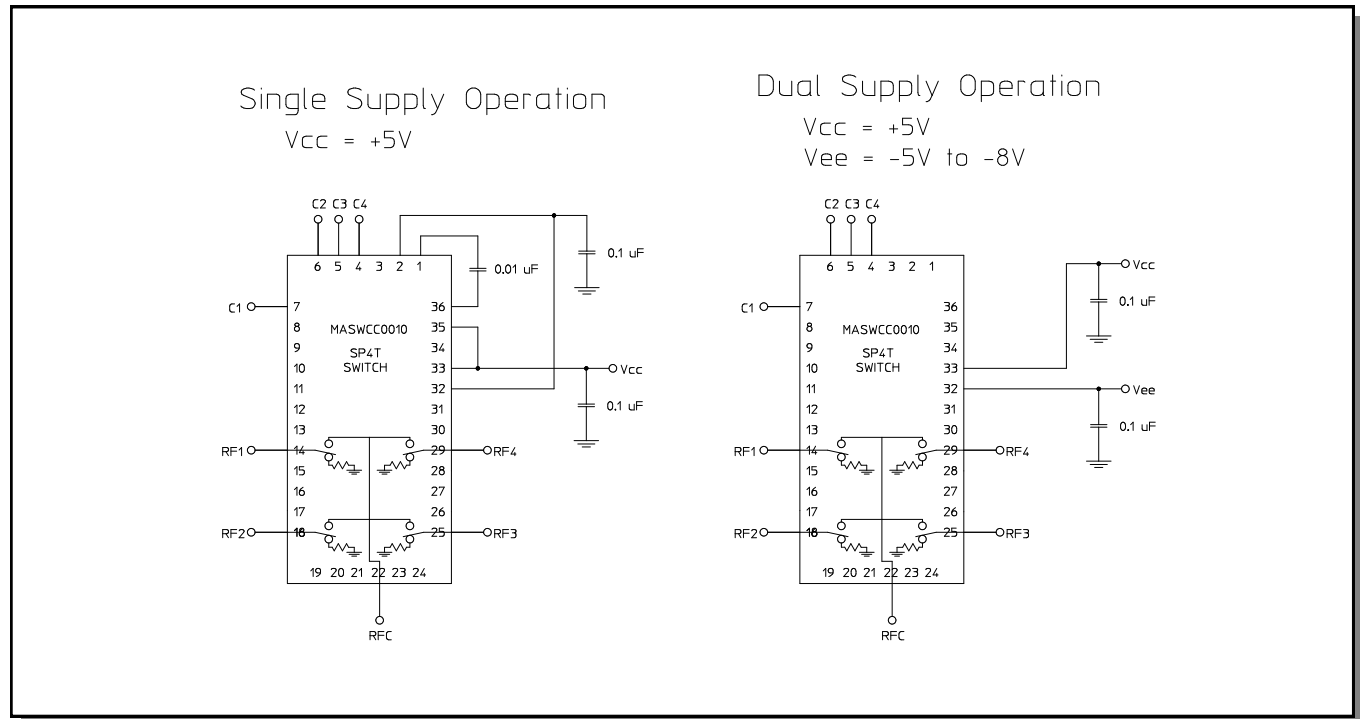 Single Supply Operation
Vcc = +5V
C2 C3 C4
0.1 uF
6 5 4 3 2 1
0.01 uF
C1
7
36
8
MASWCC0010
35
9
SP4T
34
10
SWITCH
33
Vcc
11
32
12
31
0.1 uF
13
30
RF1
14
29
RF4
15
28
16
27
17
26
RF2
18
25
RF3
19 20 21 22 23 24
RFC
Dual Supply Operation
Vcc = +5V
Vee = -5V to -8V
C2 C3 C4
6 5 4 3 2 1
Vcc
C1
7
36
0.1 uF
8
MASWCC0010
35
9
SP4T
34
10
SWITCH
33
11
32
Vee
12
31
13
30
0.1 uF
RF1
14
29
RF4
15
28
16
27
17
26
RF2
18
25
RF3
19 20 21 22 23 24
RFC